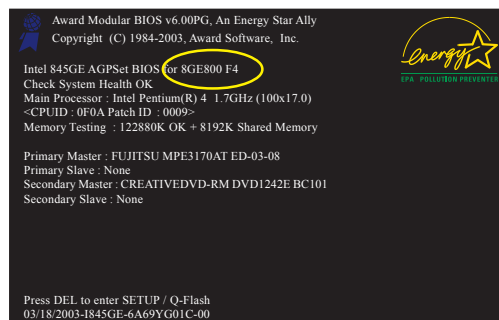 Award Modular BIOS v6.00PG, An Energy Star Ally
Copyright (C) 1984-2003, Award Software, Inc.
energy
EPA POLLUTION PREVENTER
Intel 845GE AGPSet BIOS for 8GE800 F4
Check System Health OK
Main Processor : Intel Pentium(R) 4 1.7GHz (100x17.0)
<CPUID : 0F0A Patch ID : 0009>
Memory Testing : 122880K OK + 8192K Shared Memory
Primary Master : FUJITSU MPE3170AT ED-03-08
Primary Slave : None
Secondary Master : CREATIVEDVD-RM DVD1242E BC101
Secondary Slave : None
Press DEL to enter SETUP / Q-Flash
03/18/2003-I845GE-6A69YG01C-00